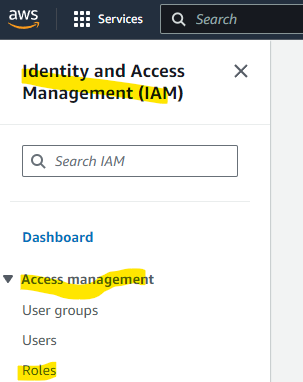 aws
Services
Search
Identity and Access
Management (IAM)
Search IAM
Dashboard
Access management
User groups
Users
Roles